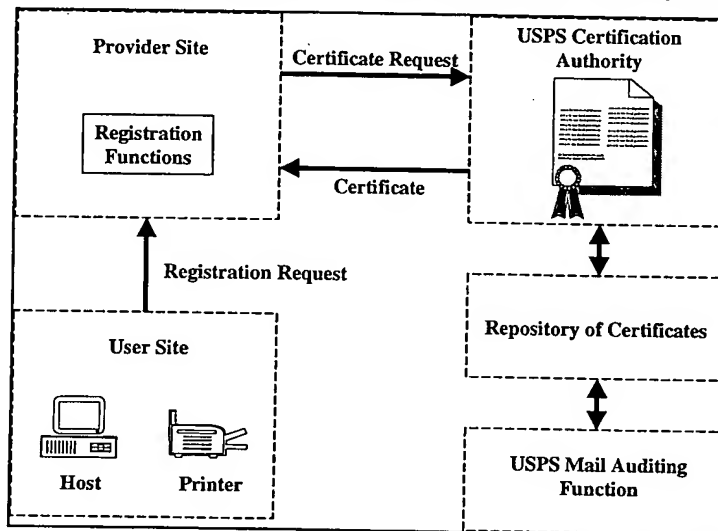 Provider Site
Registration
Functions
Certificate Request
Certificate
USPS Certification
Authority
Registration Request
User Site
Host
Printer
Repository of Certificates
USPS Mail Auditing
Function